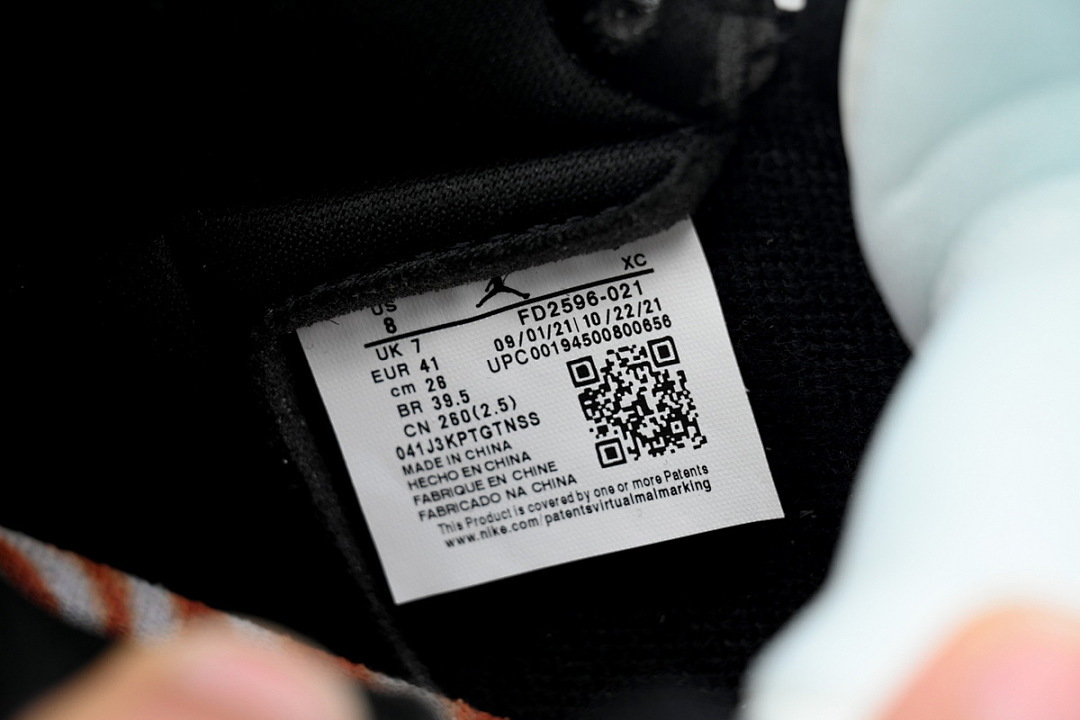 US
8
XC
UK 7
EUR 41
cm 26
BR 39.5
CN 260(2.5)
041J3KPTGTNSS
FD2596-021
09/01/21|10/22/21
UPC00194500800656
MADE IN CHINA
HECHO EN CHINA
FABRIQUE EN CHINE
FABRICADO NA CHINA
This Product is covered by one or more Patents
www.nike.com/patentsvirtualmalmarking